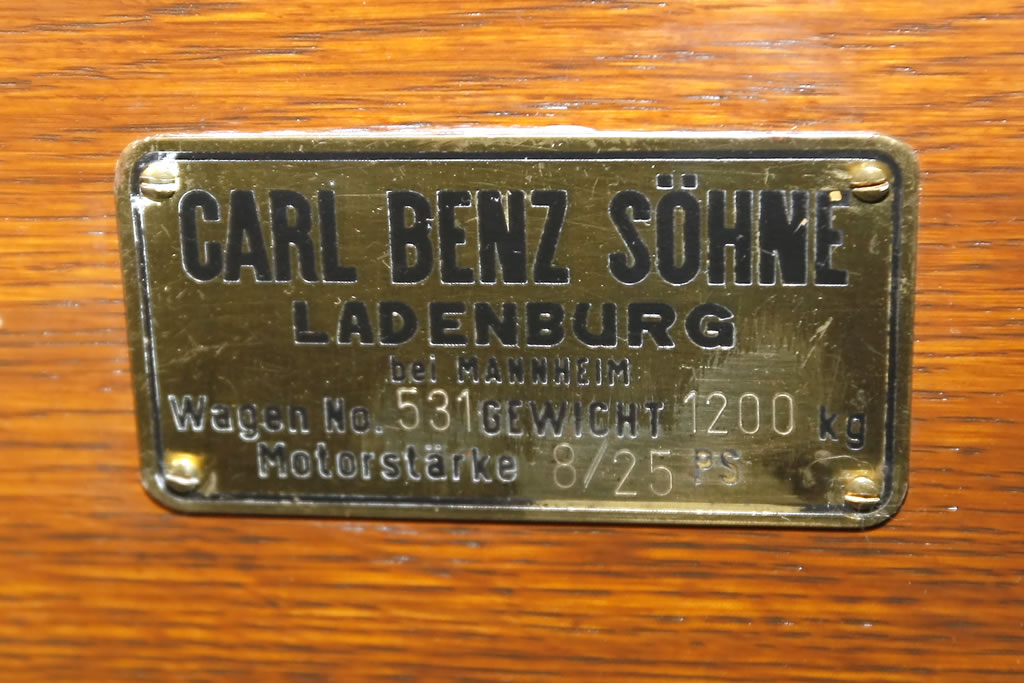 CARL BENZ SÖHNE
LADENBURG
bei MANNHEIM
Wagen No. 531 GEWICHT 1200 kg
Motorstärke 8/25 PS